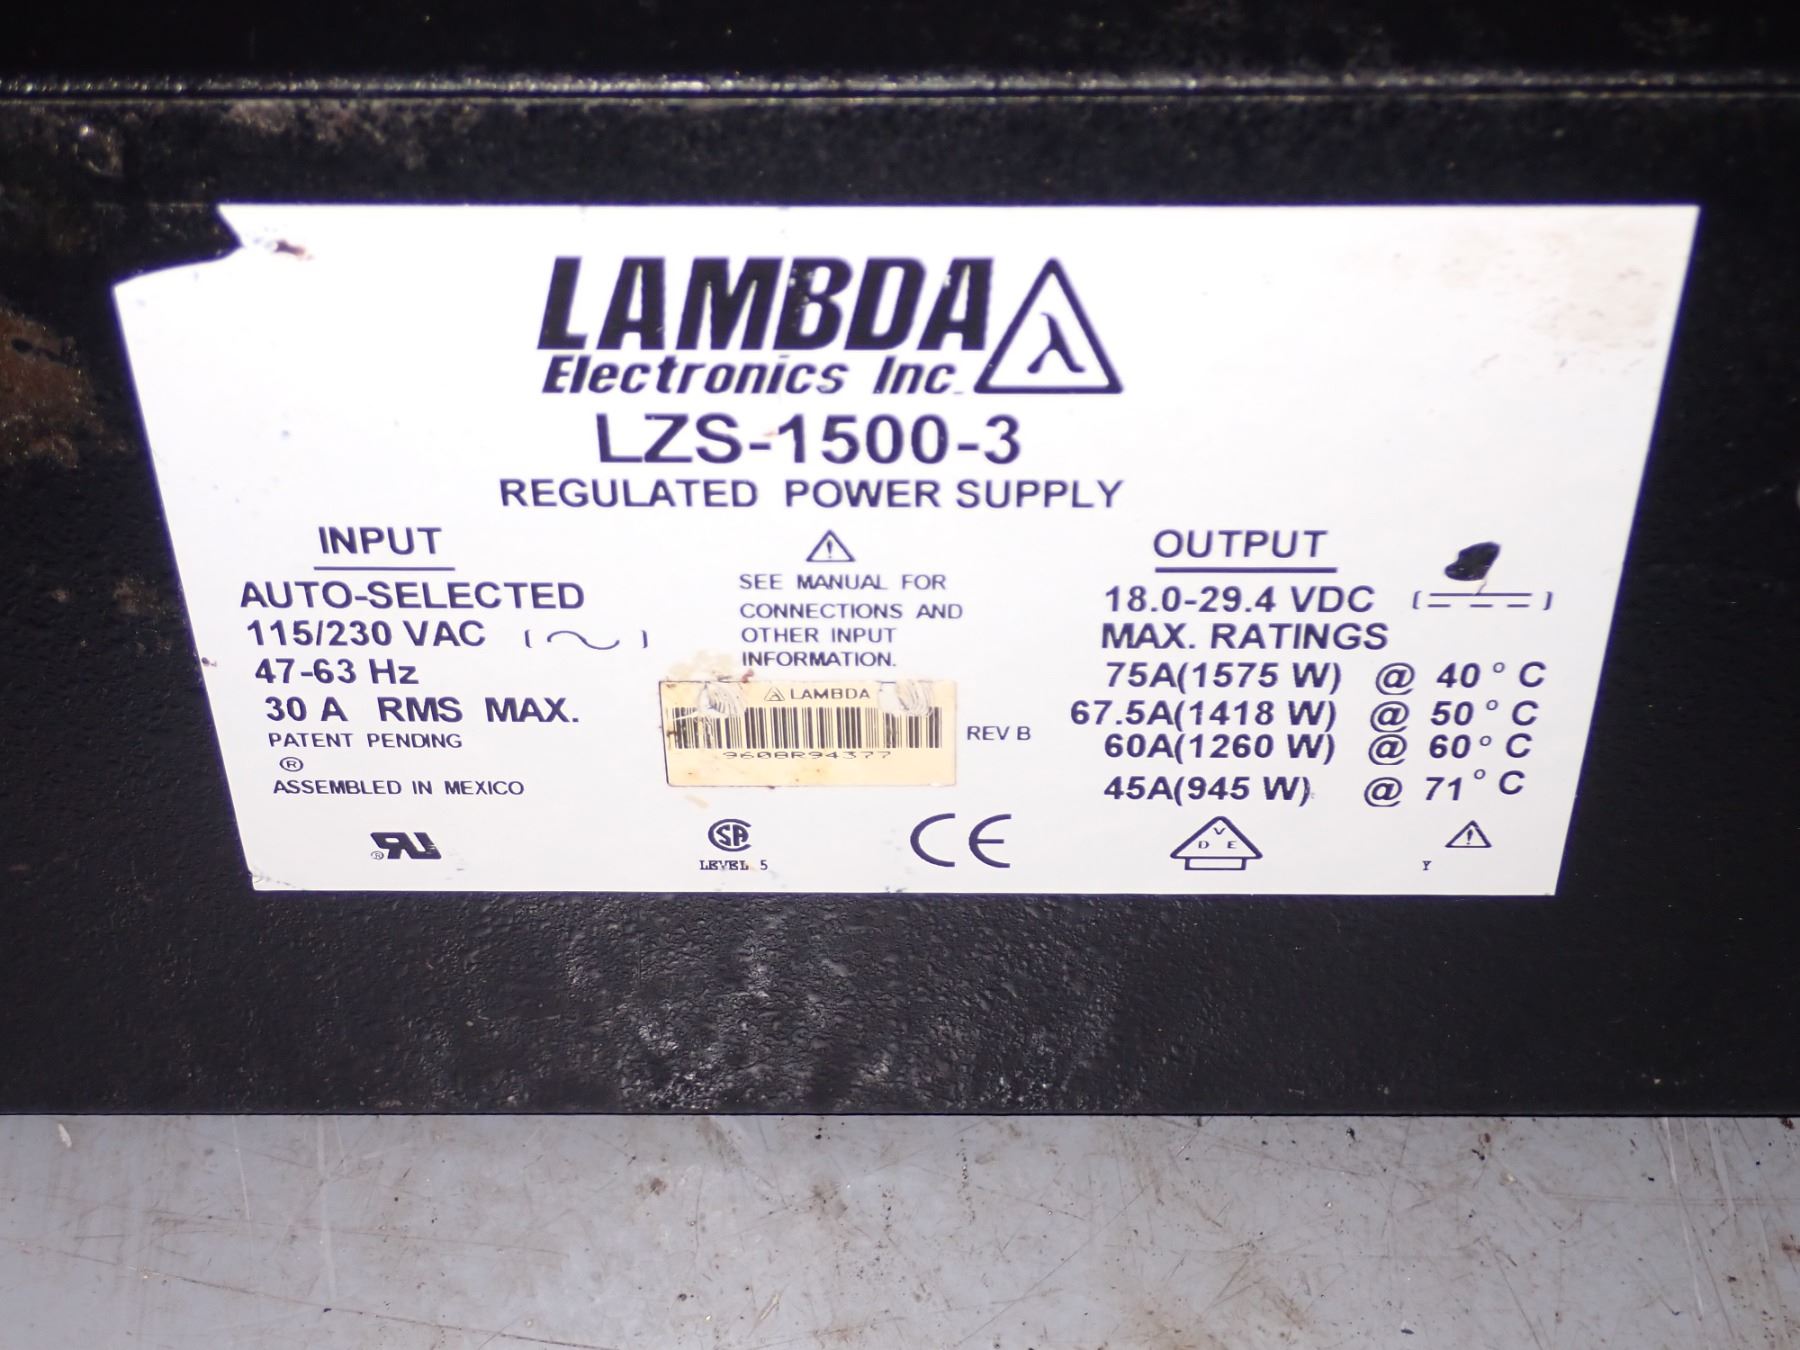 LAMBDA
Electronics Inc.
LZS-1500-3
REGULATED POWER SUPPLY
INPUT
AUTO-SELECTED
115/230 VAC
47-63 Hz
30 A RMS MAX.
PATENT PENDING
®
ASSEMBLED IN MEXICO
SEE MANUAL FOR
CONNECTIONS AND
OTHER INPUT
INFORMATION.
LAMBDA
9608R94377
REV B
OUTPUT
18.0-29.4 VDC
MAX. RATINGS
75A(1575 W) @ 40°C
67.5A(1418 W) @ 50°C
60A(1260 W) @ 60°C
45A(945 W) @ 71°C
LEVEL 5
CE
VDE
Y